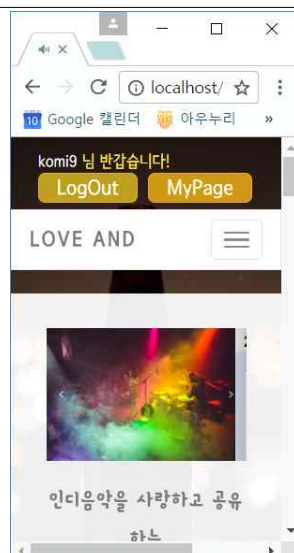 localhost/
10 Google 캘린더 아우누리 »
komi9 님 반갑습니다!
LogOut MyPage
LOVE AND
인디음악을 사랑하고 공유
하는